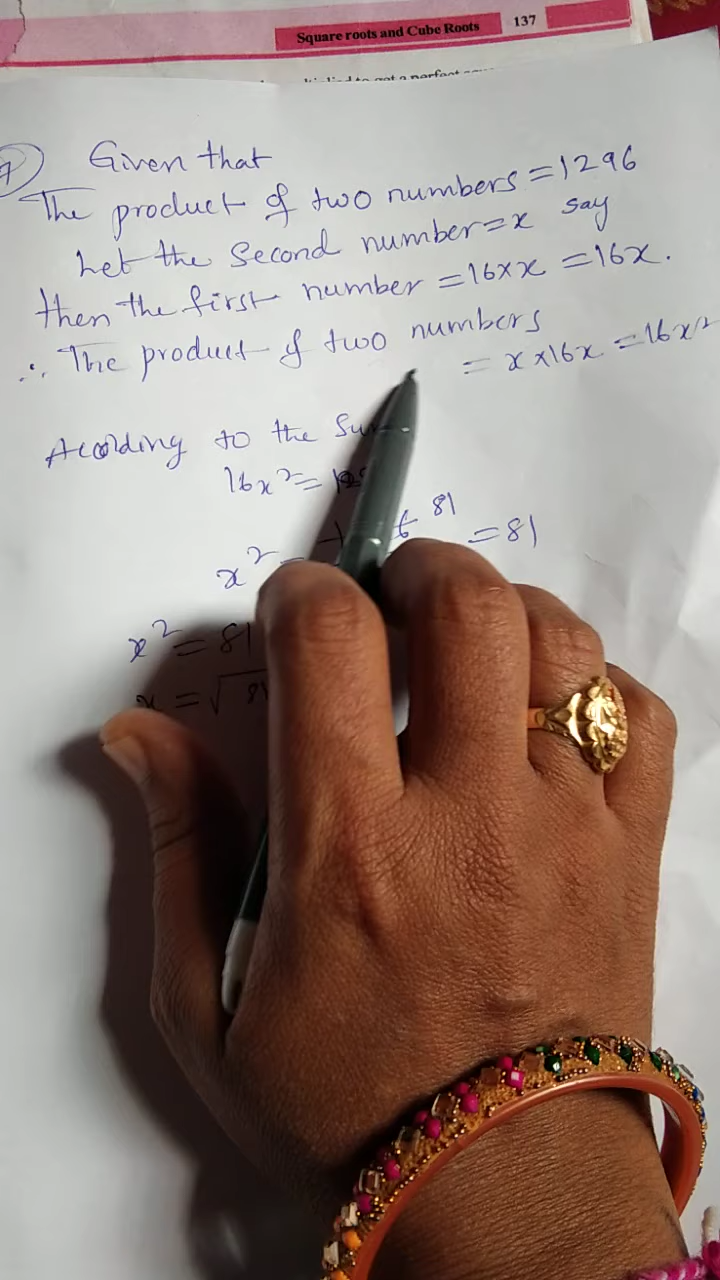 Square roots and Cube Roots 137
7
Given that
The product of two numbers = 1296
Let the second number = x say
then the first number = 16×x = 16x.
∴ The product of two numbers
= x×16x = 16x²
Acording to the
16x² =
x² = 81 = 81
x² = 81
x = √81